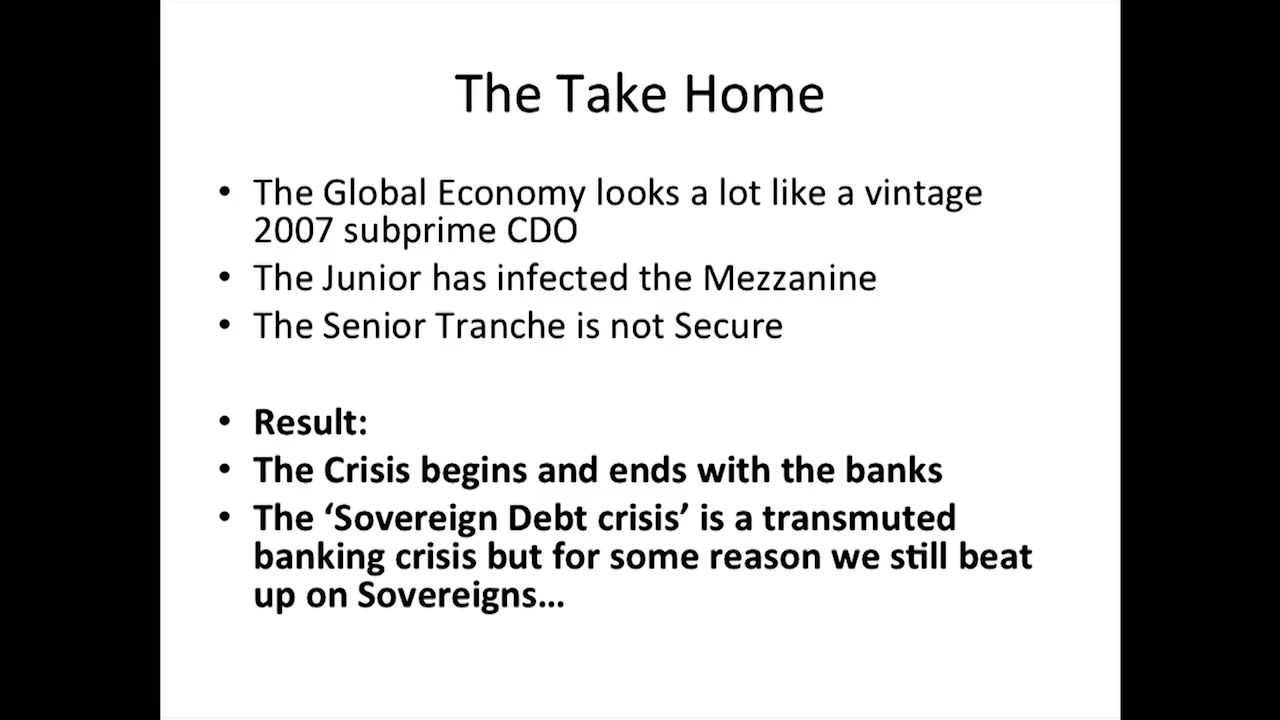 The Take Home
• The Global Economy looks a lot like a vintage
2007 subprime CDO
• The Junior has infected the Mezzanine
• The Senior Tranche is not Secure
• Result:
• The Crisis begins and ends with the banks
• The ‘Sovereign Debt crisis’ is a transmuted
banking crisis but for some reason we still beat
up on Sovereigns…